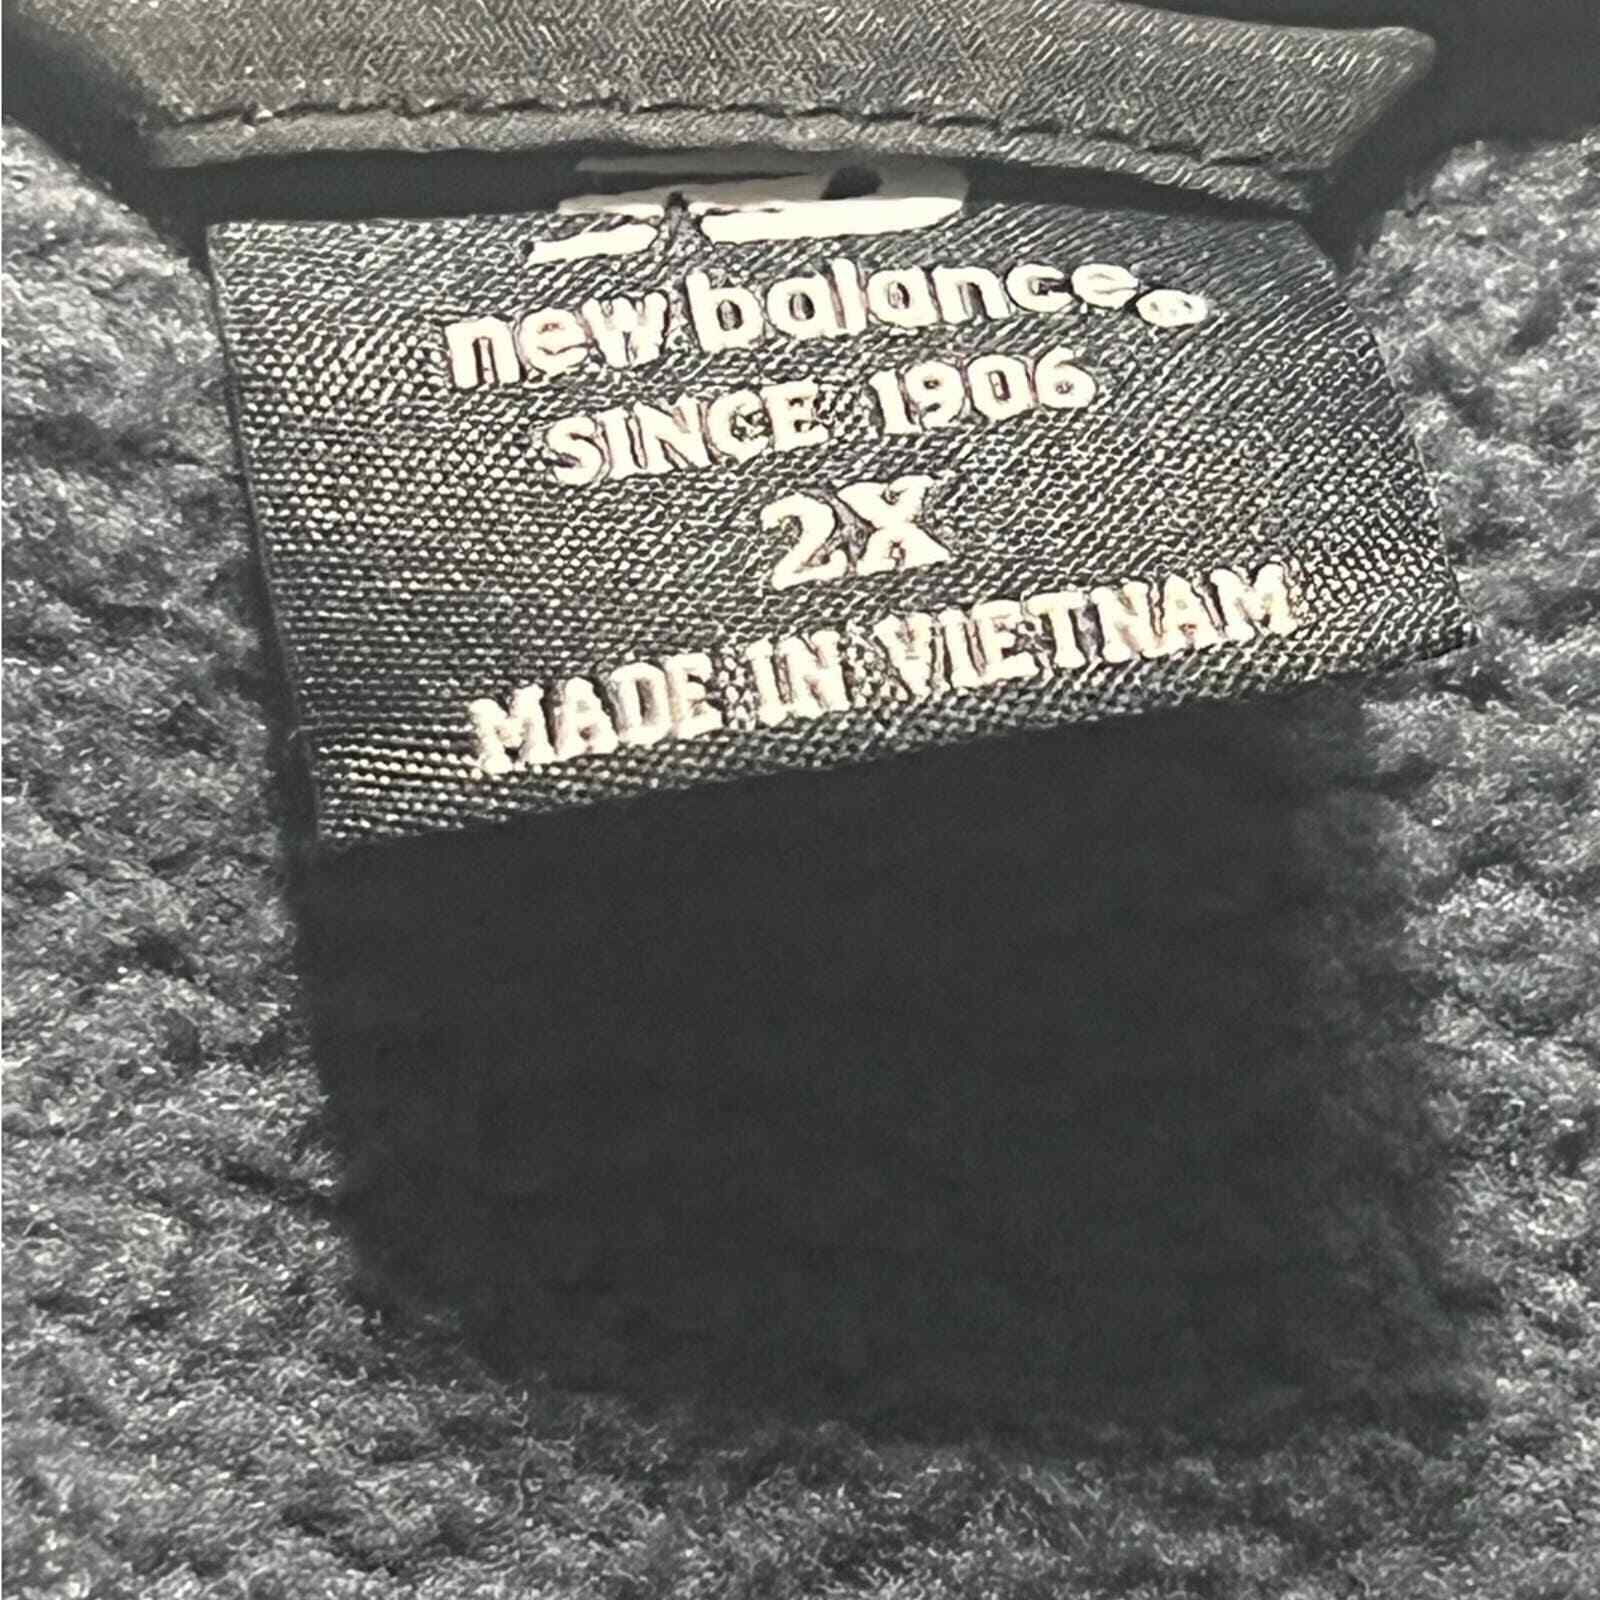 new balance®
SINCE 1906
2X
MADE IN VIETNAM